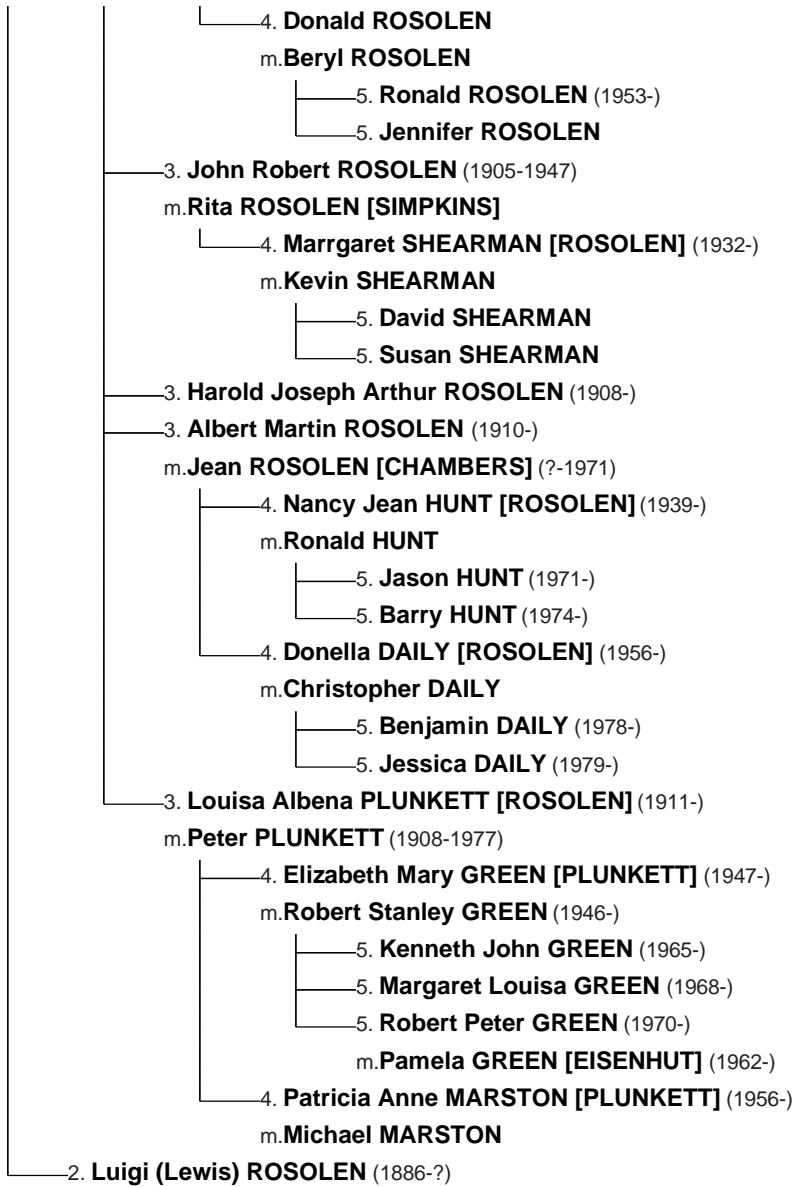 4. Donald ROSOLEN
m.Beryl ROSOLEN
5. Ronald ROSOLEN (1953-)
5. Jennifer ROSOLEN
3. John Robert ROSOLEN (1905-1947)
m.Rita ROSOLEN [SIMPKINS]
4. Marrgaret SHEARMAN [ROSOLEN] (1932-)
m.Kevin SHEARMAN
5. David SHEARMAN
5. Susan SHEARMAN
3. Harold Joseph Arthur ROSOLEN (1908-)
3. Albert Martin ROSOLEN (1910-)
m.Jean ROSOLEN [CHAMBERS] (?-1971)
4. Nancy Jean HUNT [ROSOLEN] (1939-)
m.Ronald HUNT
5. Jason HUNT (1971-)
5. Barry HUNT (1974-)
4. Donella DAILY [ROSOLEN] (1956-)
m.Christopher DAILY
5. Benjamin DAILY (1978-)
5. Jessica DAILY (1979-)
3. Louisa Albena PLUNKETT [ROSOLEN] (1911-)
m.Peter PLUNKETT (1908-1977)
4. Elizabeth Mary GREEN [PLUNKETT] (1947-)
m.Robert Stanley GREEN (1946-)
5. Kenneth John GREEN (1965-)
5. Margaret Louisa GREEN (1968-)
5. Robert Peter GREEN (1970-)
m.Pamela GREEN [EISENHUT] (1962-)
4. Patricia Anne MARSTON [PLUNKETT] (1956-)
m.Michael MARSTON
2. Luigi (Lewis) ROSOLEN (1886-?)